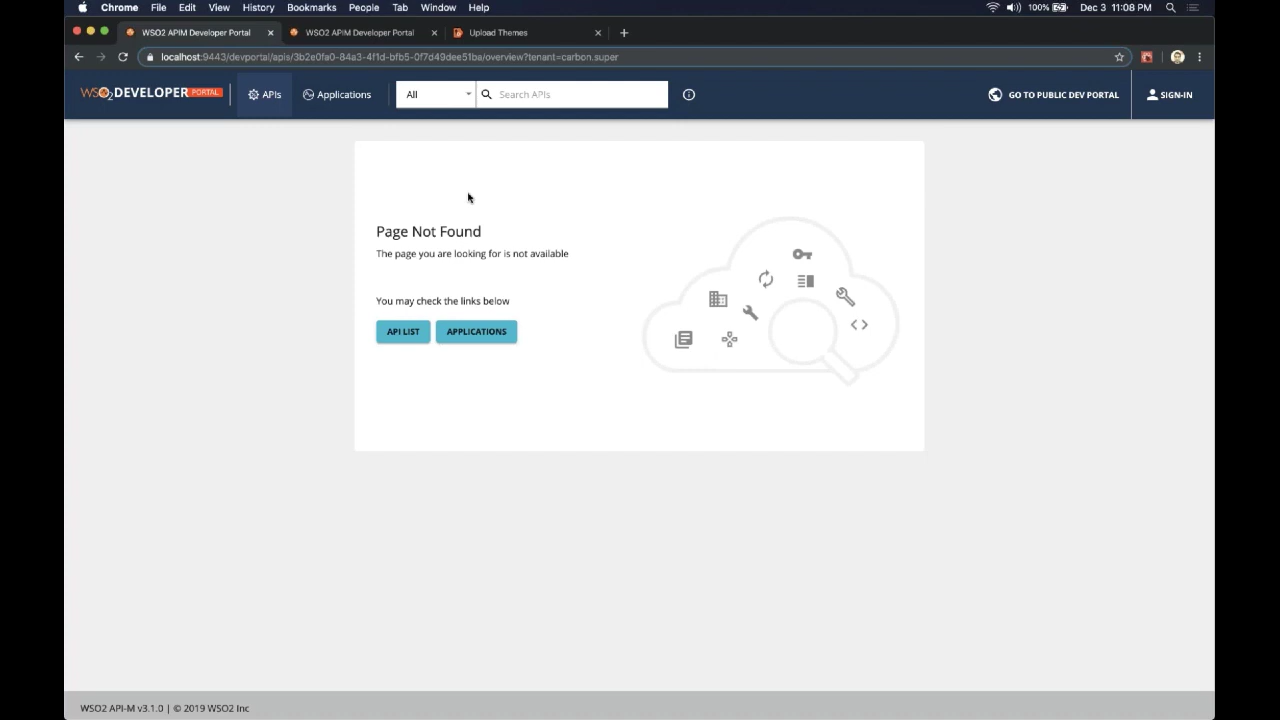 Chrome File Edit View History Bookmarks People Tab Window Help 100% Dec 3 11:08 PM
WSO2 APIM Developer Portal WSO2 APIM Developer Portal Upload Themes
localhost:9443/devportal/apis/3b2e0fa0-84a3-4f1d-bfb5-0f7d49dee51ba/overview?tenant=carbon.super
WSO2 DEVELOPER PORTAL APIs Applications All Search APIs GO TO PUBLIC DEV PORTAL SIGN-IN
Page Not Found
The page you are looking for is not available
You may check the links below
API LIST APPLICATIONS
WSO2 API-M v3.1.0 | © 2019 WSO2 Inc